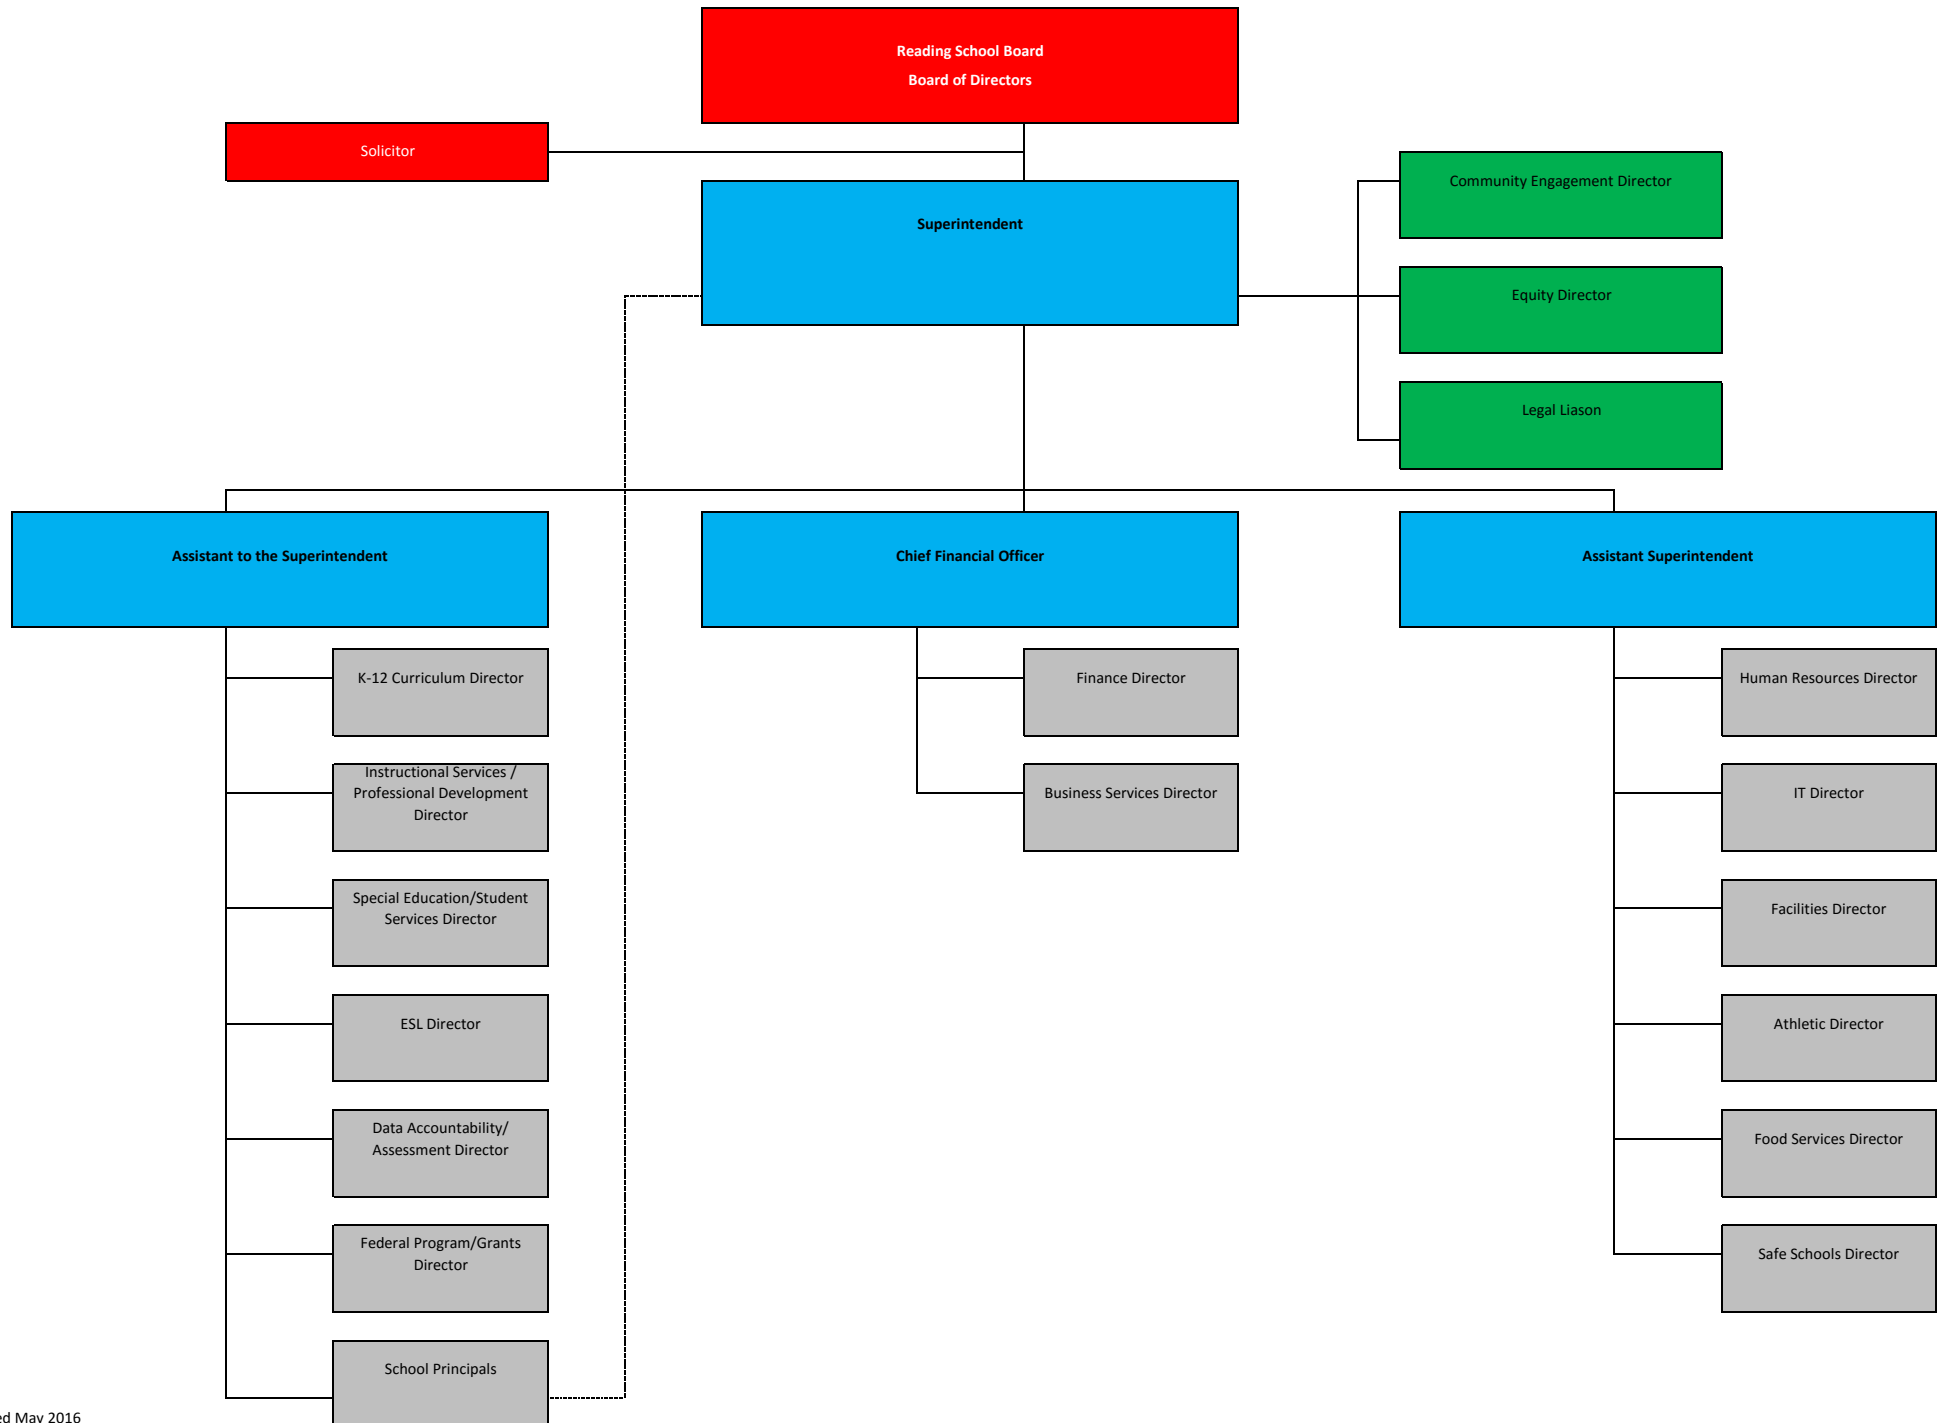 Reading School Board
Board of Directors
Solicitor
Community Engagement Director
Superintendent
Equity Director
Legal Liason
Assistant to the Superintendent
Chief Financial Officer
Assistant Superintendent
K-12 Curriculum Director
Finance Director
Human Resources Director
Instructional Services /
Professional Development
Director
Business Services Director
IT Director
Special Education/Student
Services Director
Facilities Director
ESL Director
Athletic Director
Data Accountability/
Assessment Director
Food Services Director
Federal Program/Grants
Director
Safe Schools Director
School Principals
May 2016